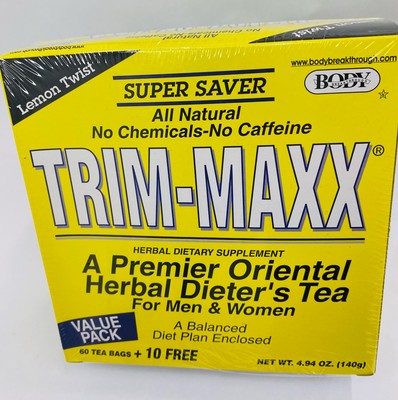 Lemon Twist
SUPER SAVER
www.bodybreakthrough.com
BODY
All Natural
No Chemicals-No Caffeine
TRIM-MAXX®
HERBAL DIETARY SUPPLEMENT
A Premier Oriental
Herbal Dieter's Tea
For Men & Women
VALUE
PACK
A Balanced
Diet Plan Enclosed
60 TEA BAGS + 10 FREE
NET WT. 4.94 OZ. (140g)